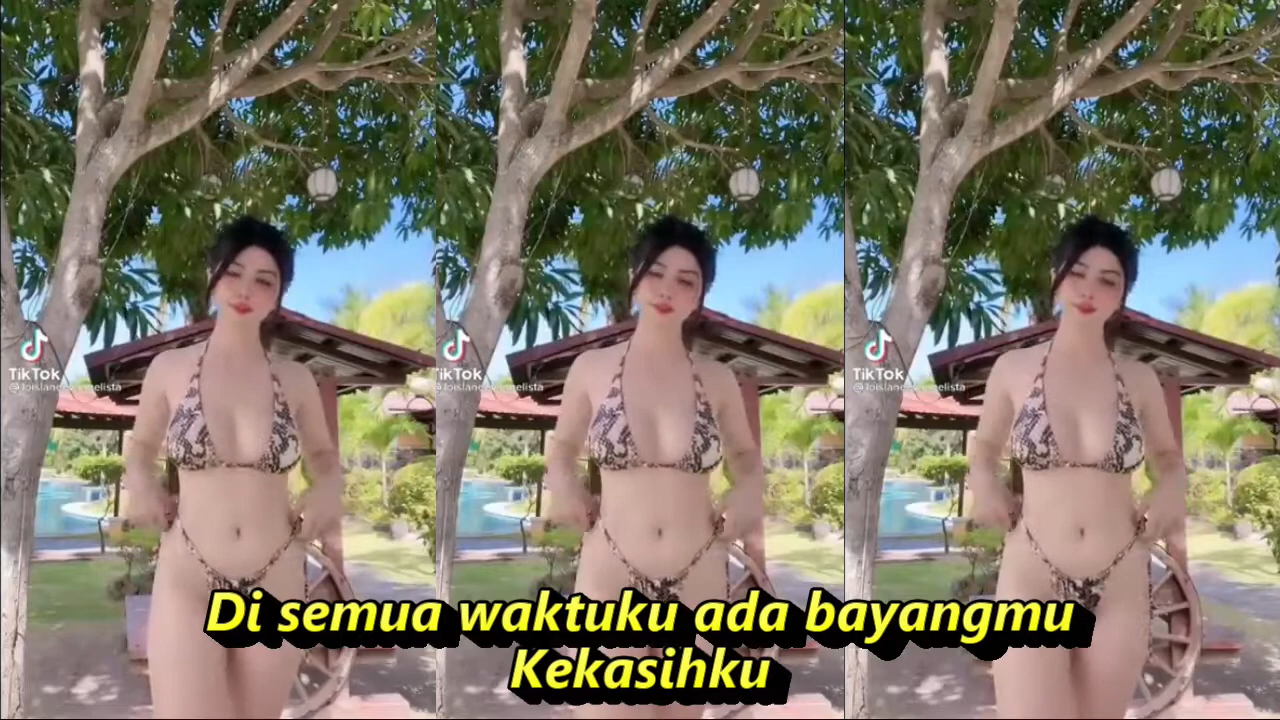 TikTok
TikTok
TikTok
Di semua waktuku ada bayangmu
Kekasihku